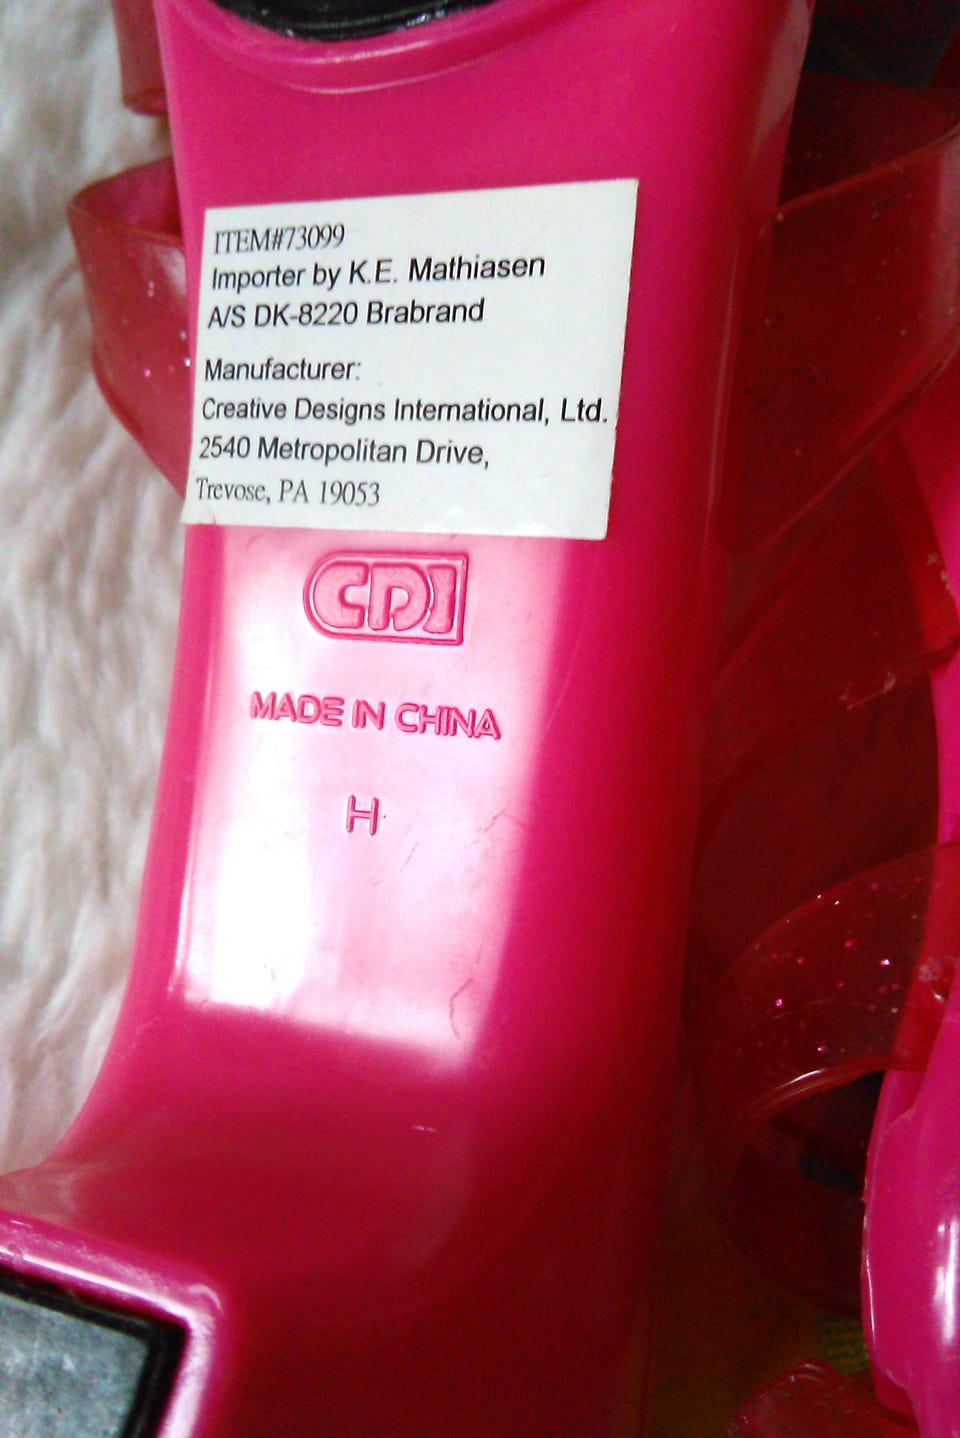 ITEM#73099
Importer by K.E. Mathiasen
A/S DK-8220 Brabrand
Manufacturer:
Creative Designs International, Ltd.
2540 Metropolitan Drive,
Trevose, PA 19053
CDI
MADE IN CHINA
H